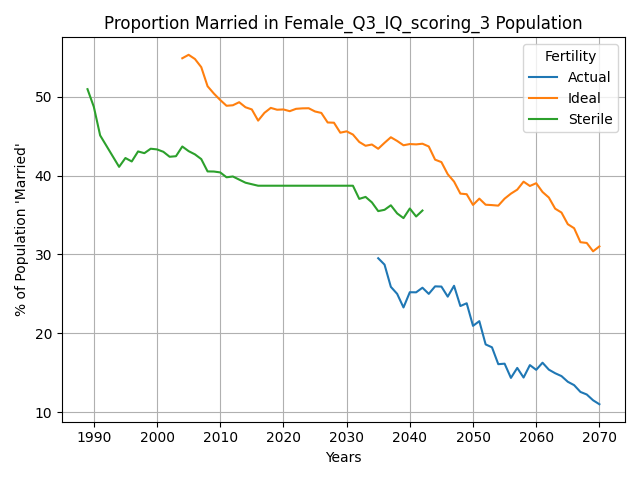 Proportion Married in Female_Q3_IQ_scoring_3 Population
Fertility
Actual
Ideal
Sterile
% of Population 'Married'
50
40
30
20
10
1990 2000 2010 2020 2030 2040 2050 2060 2070
Years